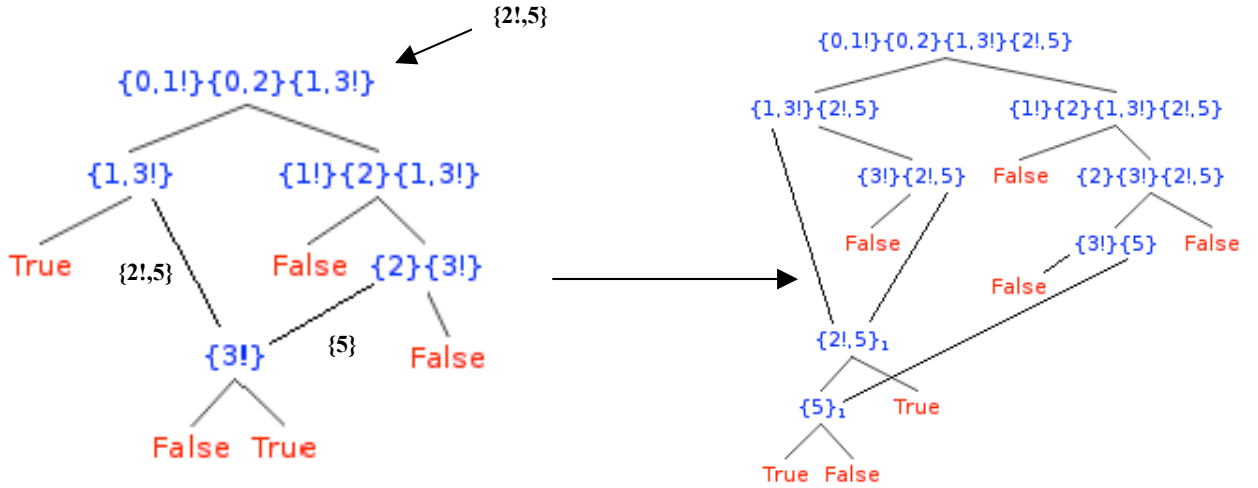 {2!,5}
{0,1!}{0,2}{1,3!}
{1,3!} {1!}{2}{1,3!}
True {2!,5} False {2}{3!}
{3!} {5} False
False True
{0,1!}{0,2}{1,3!}{2!,5}
{1,3!}{2!,5} {1!}{2}{1,3!}{2!,5}
{3!}{2!,5} False {2}{3!}{2!,5}
False {3!}{5} False
False
{2!,5}₁
{5}₁ True
True False